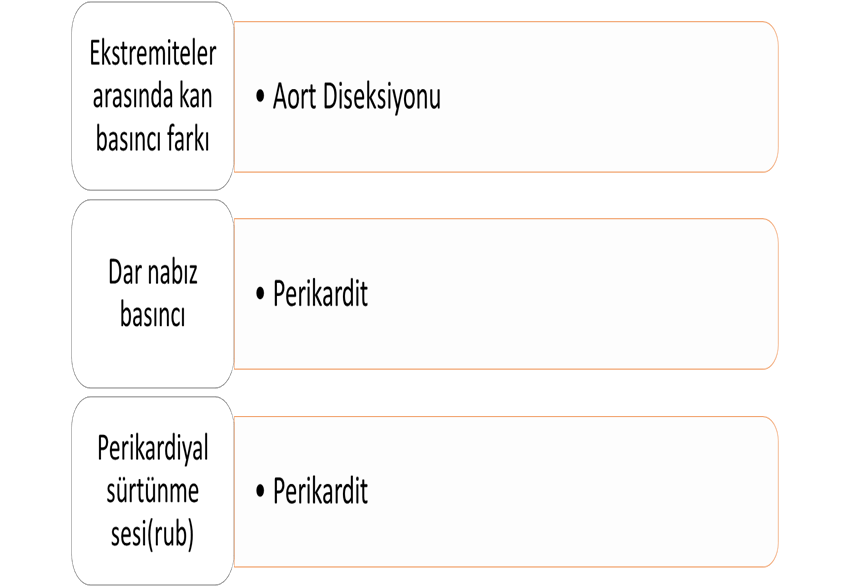 Ekstremiteler
arasında kan
basıncı farkı
• Aort Diseksiyonu
Dar nabız
basıncı
• Perikardit
Perikardiyal
sürtünme
sesi(rub)
• Perikardit